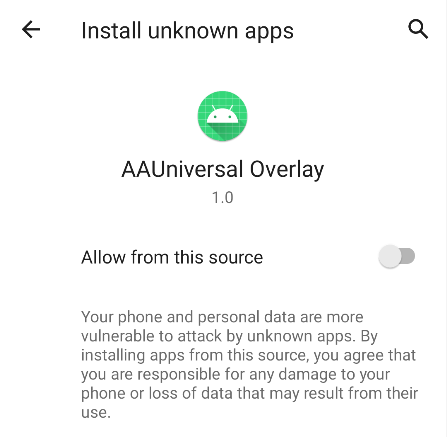 Install unknown apps
AAUniversal Overlay
1.0
Allow from this source
Your phone and personal data are more
vulnerable to attack by unknown apps. By
installing apps from this source, you agree that
you are responsible for any damage to your
phone or loss of data that may result from their
use.